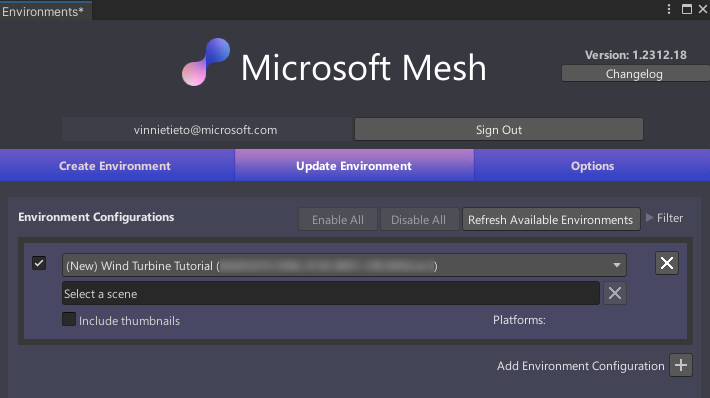 Environments*
Microsoft Mesh
Version: 1.2312.18
Changelog
vinnietieto@microsoft.com
Sign Out
Create Environment
Update Environment
Options
Environment Configurations
Enable All
Disable All
Refresh Available Environments
Filter
(New) Wind Turbine Tutorial ( )
Select a scene
Include thumbnails
Platforms:
Add Environment Configuration